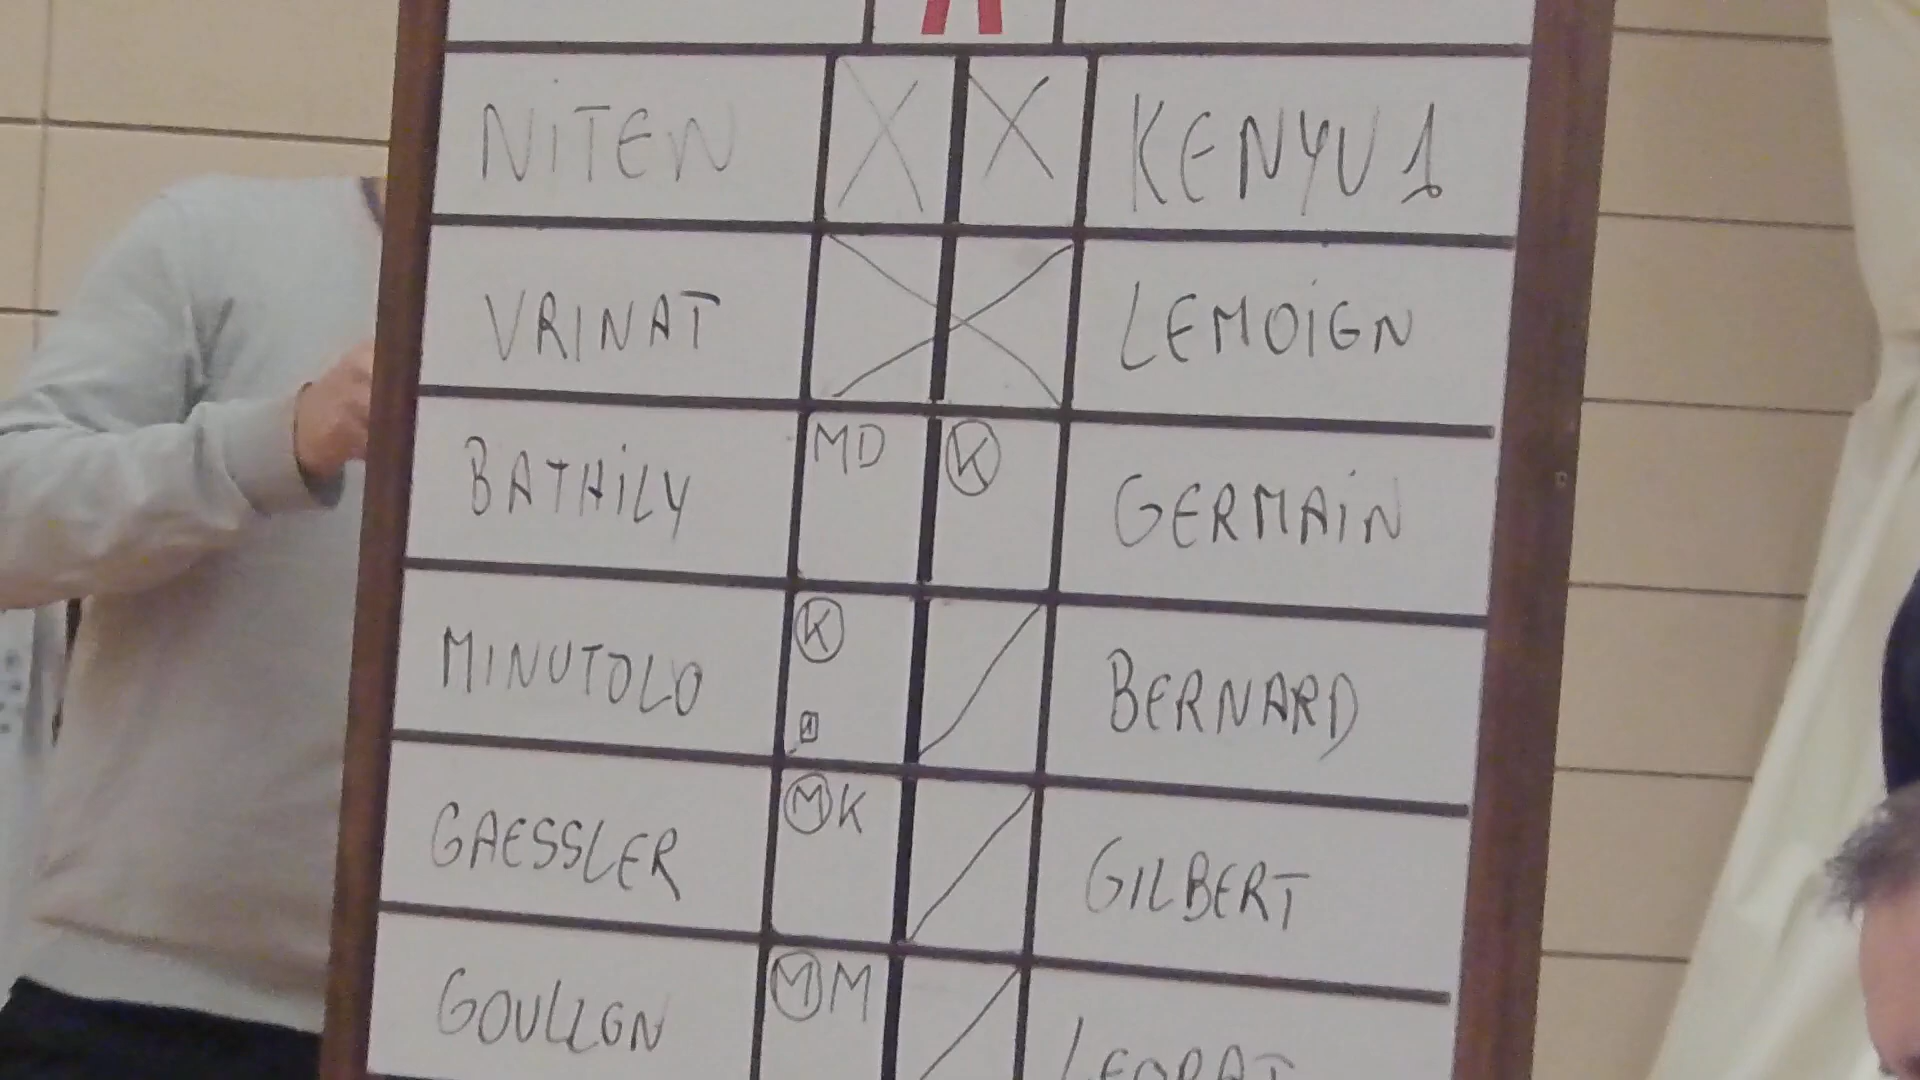 NiTEN X X KENYU 1
VRINAT X LEMOiGN
BATHiLY MD K GERMAiN
MINUTOLO K BERNARD
GAESSLER M K GILBERT
GOULLON M M